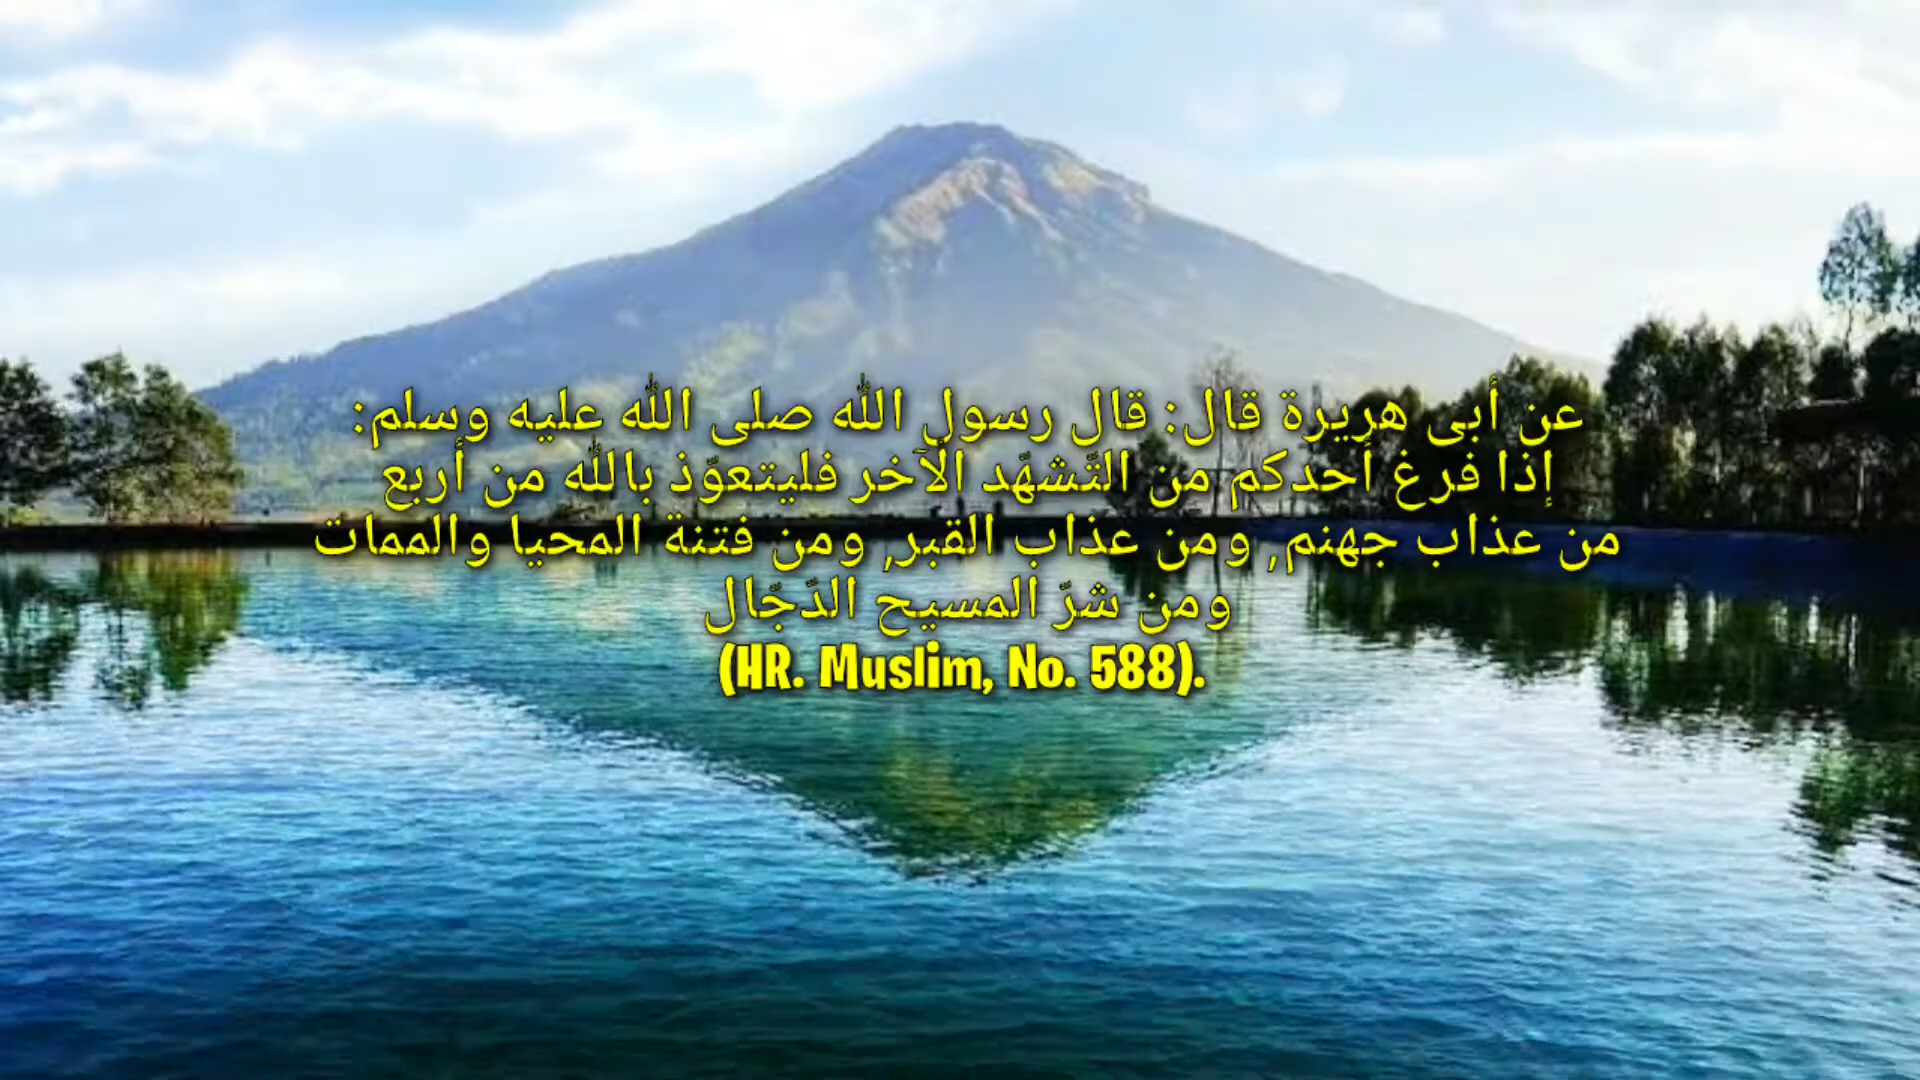 عن أبى هريرة قال: قال رسول الله صلى الله عليه وسلم:
إذا فرغ أحدكم من التّشهّد الآخر فليتعوّذ بالله من أربع
من عذاب جهنم, ومن عذاب القبر, ومن فتنة المحيا والممات
ومن شرّ المسيح الدّجّال
(HR. Muslim, No. 588).